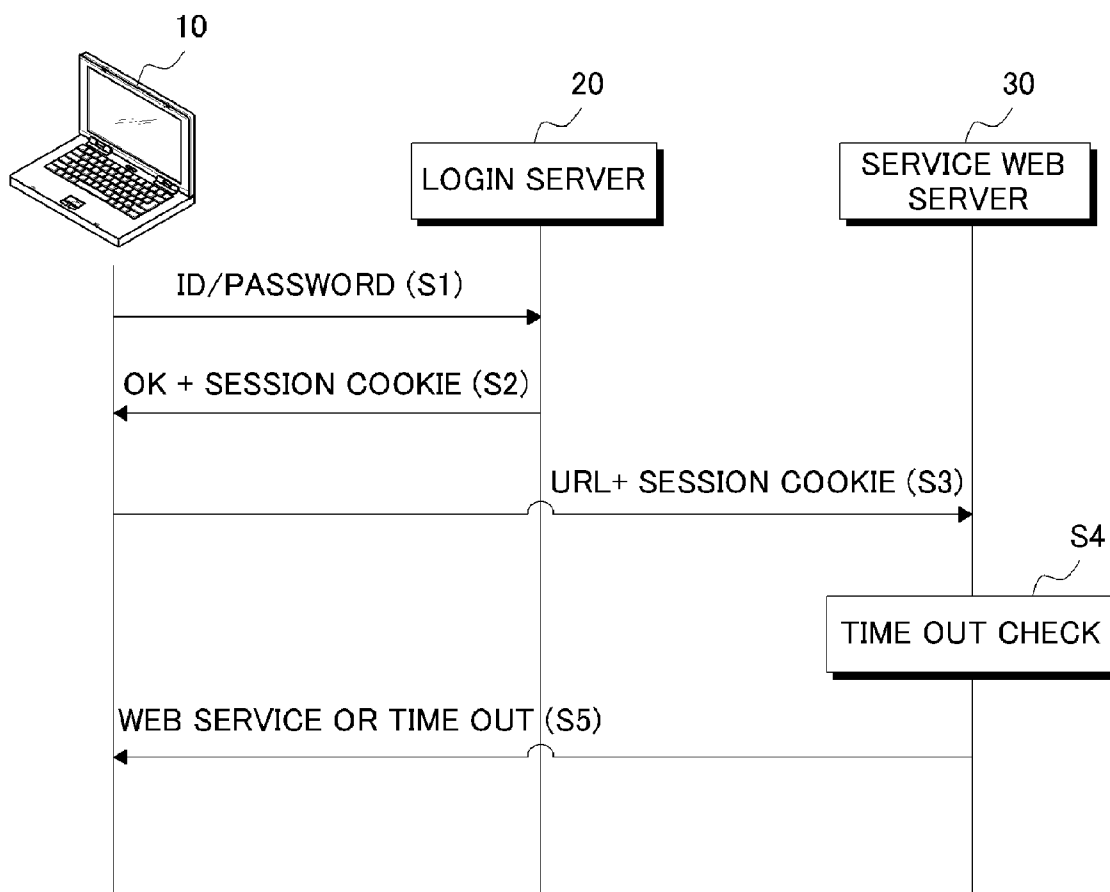 10
20
30
LOGIN SERVER
SERVICE WEB
SERVER
ID/PASSWORD (S1)
OK + SESSION COOKIE (S2)
URL+ SESSION COOKIE (S3)
S4
TIME OUT CHECK
WEB SERVICE OR TIME OUT (S5)